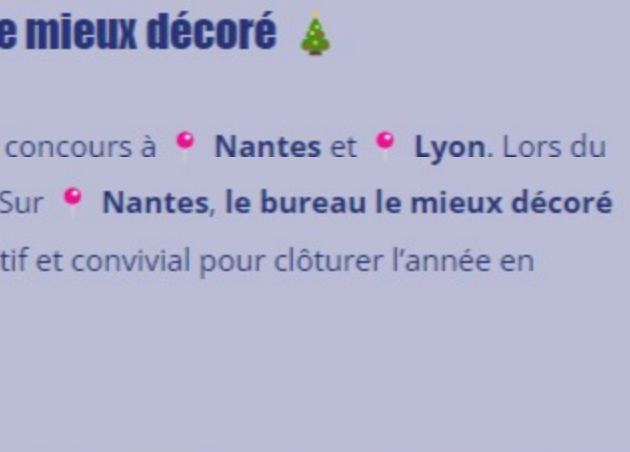 e mieux décoré 🎄
concours à 📍 Nantes et 📍 Lyon. Lors du
Sur 📍 Nantes, le bureau le mieux décoré
tif et convivial pour clôturer l’année en